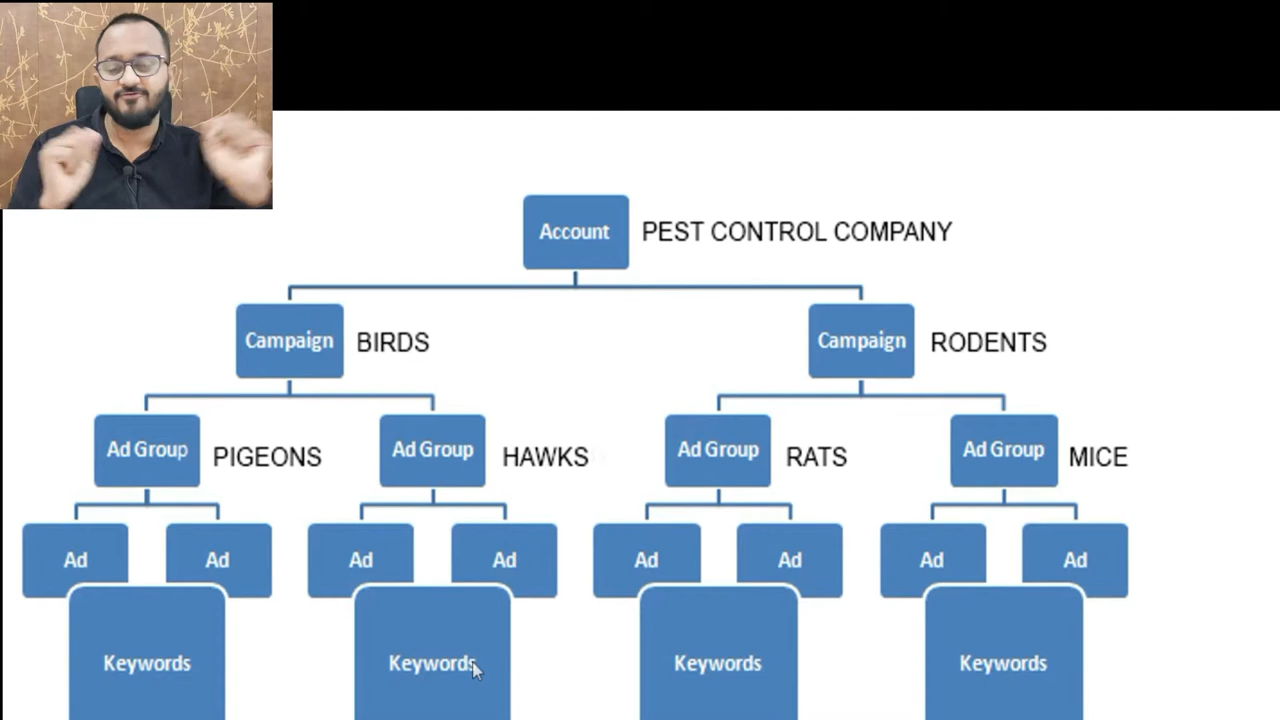 Account PEST CONTROL COMPANY
Campaign BIRDS Campaign RODENTS
Ad Group PIGEONS Ad Group HAWKS Ad Group RATS Ad Group MICE
Ad Ad Ad Ad Ad Ad Ad Ad
Keywords Keywords Keywords Keywords